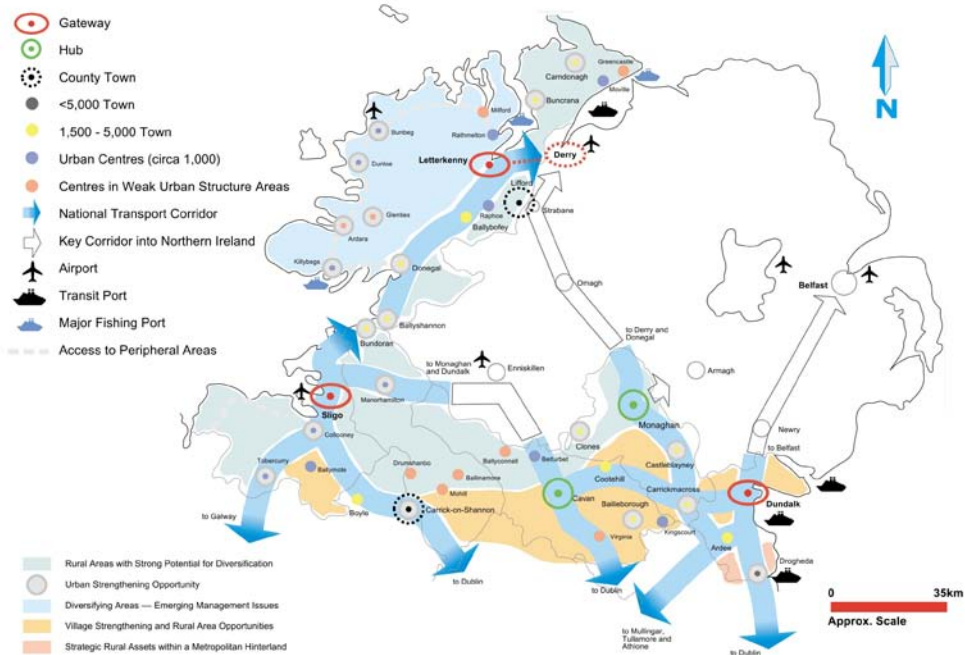 Gateway
Hub
County Town
<5,000 Town
1,500 - 5,000 Town
Urban Centres (circa 1,000)
Centres in Weak Urban Structure Areas
National Transport Corridor
Key Corridor into Northern Ireland
Airport
Transit Port
Major Fishing Port
Access to Peripheral Areas
N
Greencastle
Carndonagh
Moville
Buncrana
Milford
Rathmelton
Bunbeg
Letterkenny
Derry
Dunloe
Lifford
Raphoe
Strabane
Ballybofey
Glenties
Ardara
Killybegs
Donegal
Omagh
Belfast
Ballyshannon
Bundoran
to Derry and
Donegal
to Monaghan
and Dundalk
Enniskillen
Armagh
Manorhamilton
Sligo
Monaghan
Newry
to Belfast
Collooney
Clones
Tobercurry
Ballymote
Drumshanbo
Ballyconnell
Belturbet
Castleblayney
Ballinamore
Cootehill
Mohill
Carrickmacross
Dundalk
Boyle
Carrick-on-Shannon
Cavan
Bailieborough
Kingscourt
to Galway
Virginia
Ardee
Drogheda
to Dublin
to Dublin
to Mullingar,
Tullamore and
Athlone
to Dublin
Rural Areas with Strong Potential for Diversification
Urban Strengthening Opportunity
Diversifying Areas — Emerging Management Issues
Village Strengthening and Rural Area Opportunities
Strategic Rural Assets within a Metropolitan Hinterland
0 35km
Approx. Scale